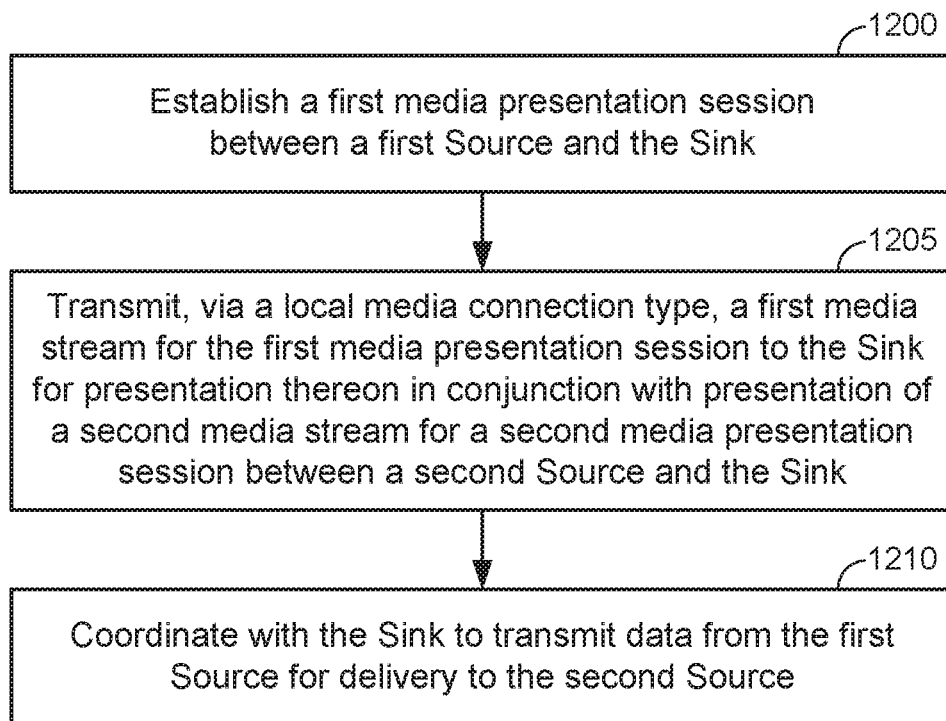 1200
Establish a first media presentation session
between a first Source and the Sink
1205
Transmit, via a local media connection type, a first media
stream for the first media presentation session to the Sink
for presentation thereon in conjunction with presentation of
a second media stream for a second media presentation
session between a second Source and the Sink
1210
Coordinate with the Sink to transmit data from the first
Source for delivery to the second Source